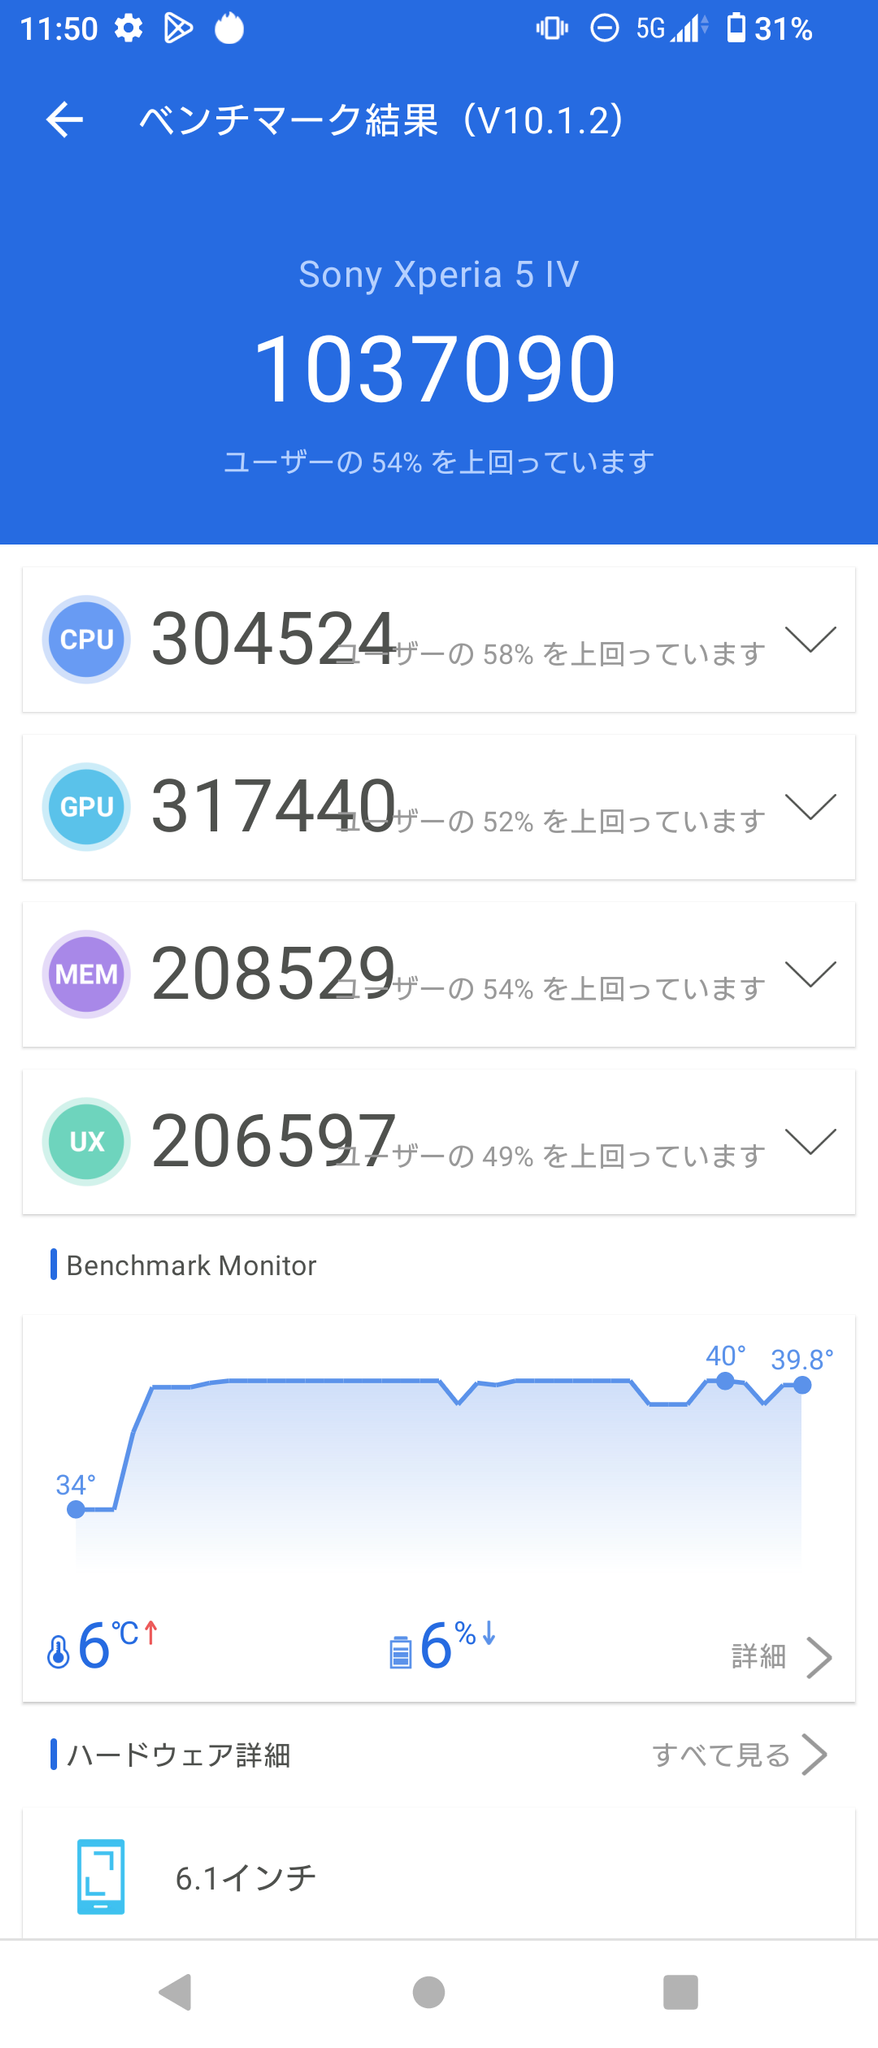 11:50 5G 31%
ベンチマーク結果（V10.1.2）
Sony Xperia 5 IV
1037090
ユーザーの 54% を上回っています
CPU 304524 ユーザーの 58% を上回っています
GPU 317440 ユーザーの 52% を上回っています
MEM 208529 ユーザーの 54% を上回っています
UX 206597 ユーザーの 49% を上回っています
Benchmark Monitor
40° 39.8°
34°
6℃↑ 6%↓ 詳細
ハードウェア詳細 すべて見る
6.1インチ